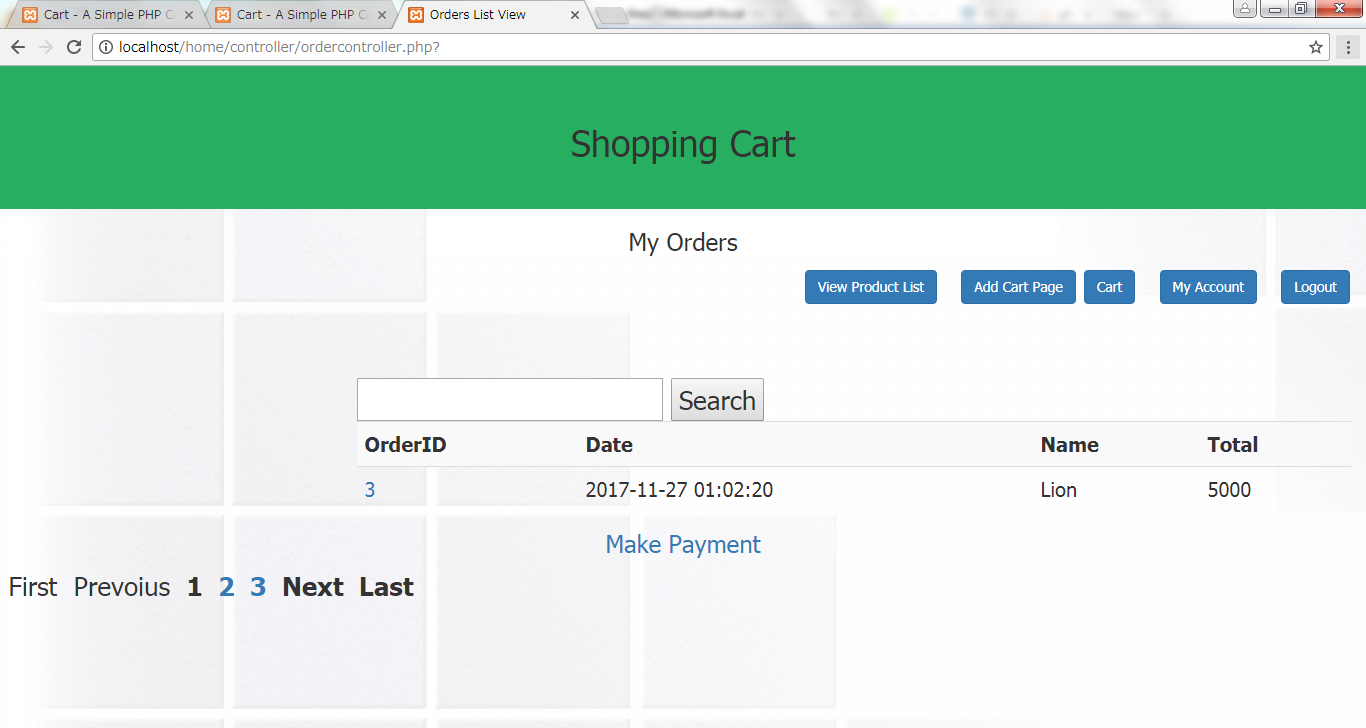 Cart - A Simple PHP C Cart - A Simple PHP C Orders List View
localhost/home/controller/ordercontroller.php?
Shopping Cart
My Orders
View Product List Add Cart Page Cart My Account Logout
Search
OrderID Date Name Total
3 2017-11-27 01:02:20 Lion 5000
Make Payment
First Prevoius 1 2 3 Next Last